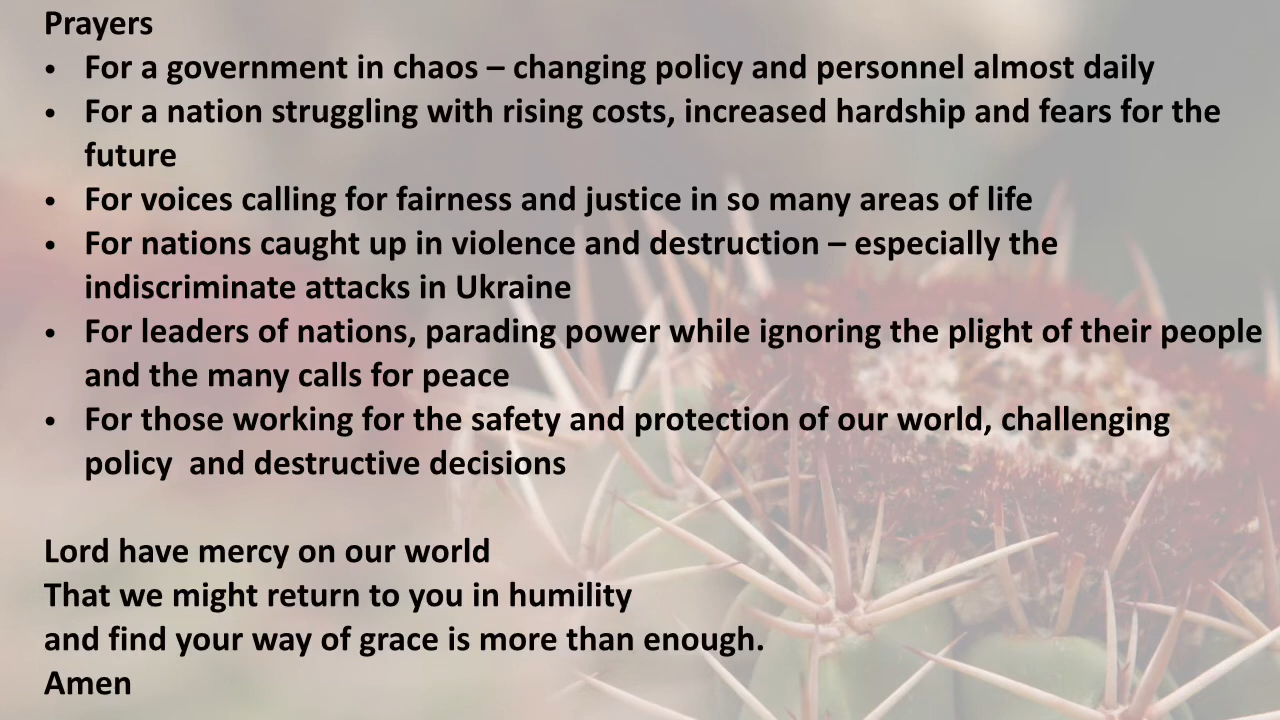 Prayers
• For a government in chaos – changing policy and personnel almost daily
• For a nation struggling with rising costs, increased hardship and fears for the
future
• For voices calling for fairness and justice in so many areas of life
• For nations caught up in violence and destruction – especially the
indiscriminate attacks in Ukraine
• For leaders of nations, parading power while ignoring the plight of their people
and the many calls for peace
• For those working for the safety and protection of our world, challenging
policy  and destructive decisions
Lord have mercy on our world
That we might return to you in humility
and find your way of grace is more than enough.
Amen